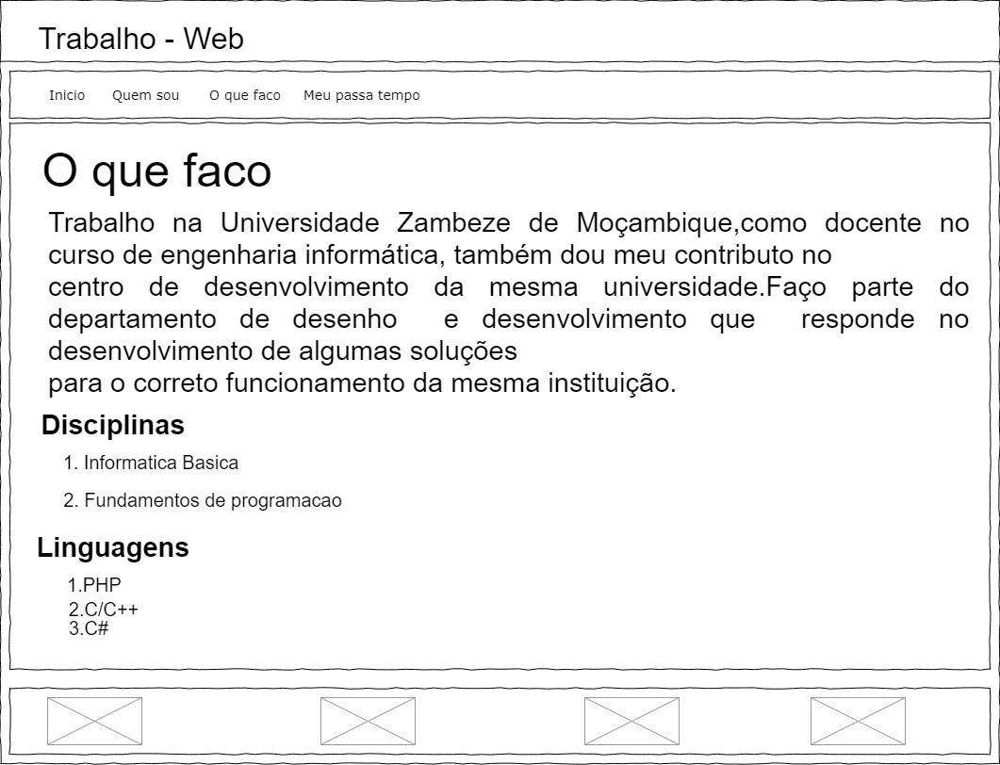 Trabalho - Web
Inicio Quem sou O que faco Meu passa tempo
O que faco
Trabalho na Universidade Zambeze de Moçambique,como docente no
curso de engenharia informática, também dou meu contributo no
centro de desenvolvimento da mesma universidade.Faço parte do
departamento de desenho e desenvolvimento que responde no
desenvolvimento de algumas soluções
para o correto funcionamento da mesma instituição.
Disciplinas
1. Informatica Basica
2. Fundamentos de programacao
Linguagens
1.PHP
2.C/C++
3.C#